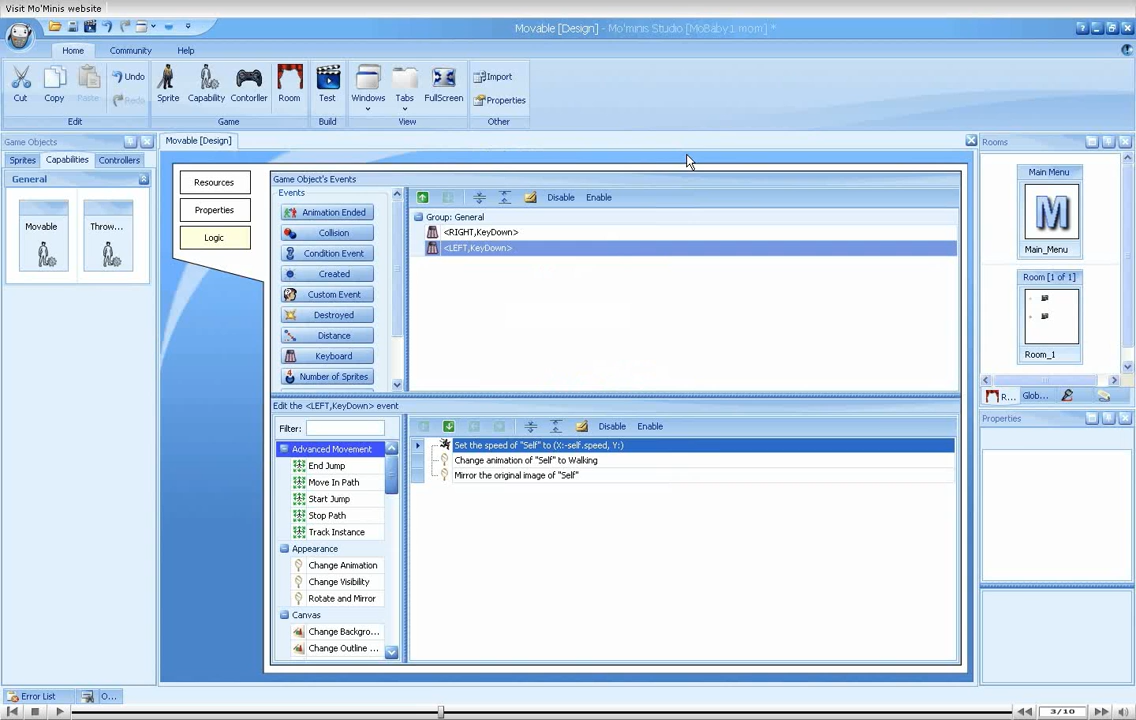 Visit Mo'Minis website
Movable [Design] - Mo'minis Studio [MoBaby1 mom] *
Home
Community
Help
Cut
Copy
Paste
Undo
Redo
Sprite
Capability
Contorller
Room
Test
Windows
Tabs
FullScreen
Import
Properties
Edit
Game
Build
View
Other
Game Objects
Movable [Design]
Rooms
Sprites
Capabilities
Controllers
General
Movable
Throw...
Resources
Properties
Logic
Game Object's Events
Events
Animation Ended
Collision
Condition Event
Created
Custom Event
Destroyed
Distance
Keyboard
Number of Sprites
Disable
Enable
Group: General
<RIGHT,KeyDown>
<LEFT,KeyDown>
Edit the <LEFT,KeyDown> event
Filter:
Advanced Movement
End Jump
Move In Path
Start Jump
Stop Path
Track Instance
Appearance
Change Animation
Change Visibility
Rotate and Mirror
Canvas
Change Backgro...
Change Outline ...
Disable
Enable
Set the speed of "Self" to (X:-self.speed, Y:)
Change animation of "Self" to Walking
Mirror the original image of "Self"
Main Menu
M
Main_Menu
Room [1 of 1]
Room_1
R...
Glob...
Properties
Error List
O...
3/10